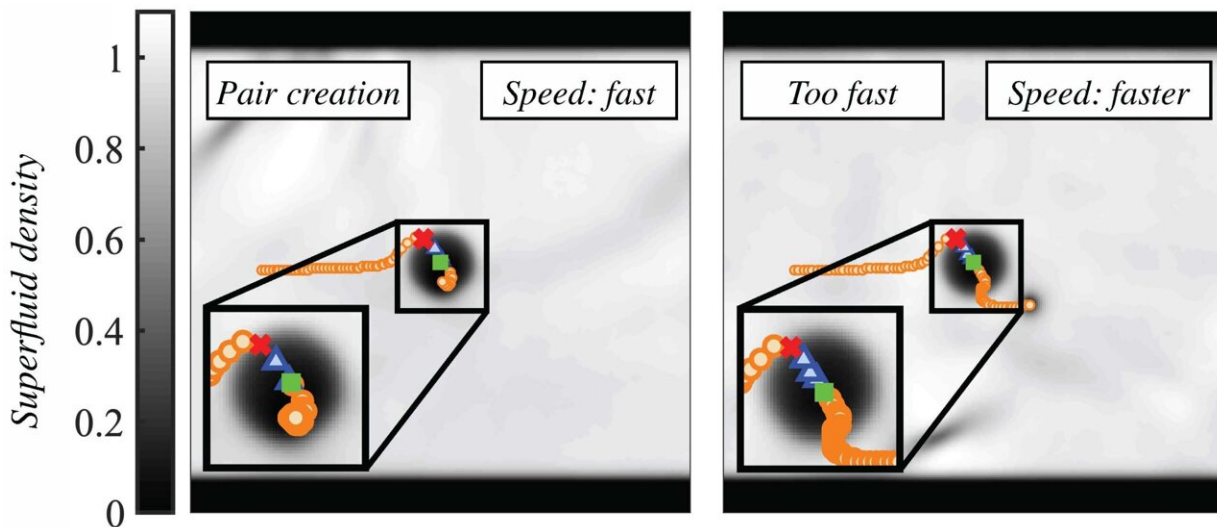 Superfluid density
1
0.8
0.6
0.4
0.2
0
Pair creation
Speed: fast
Too fast
Speed: faster